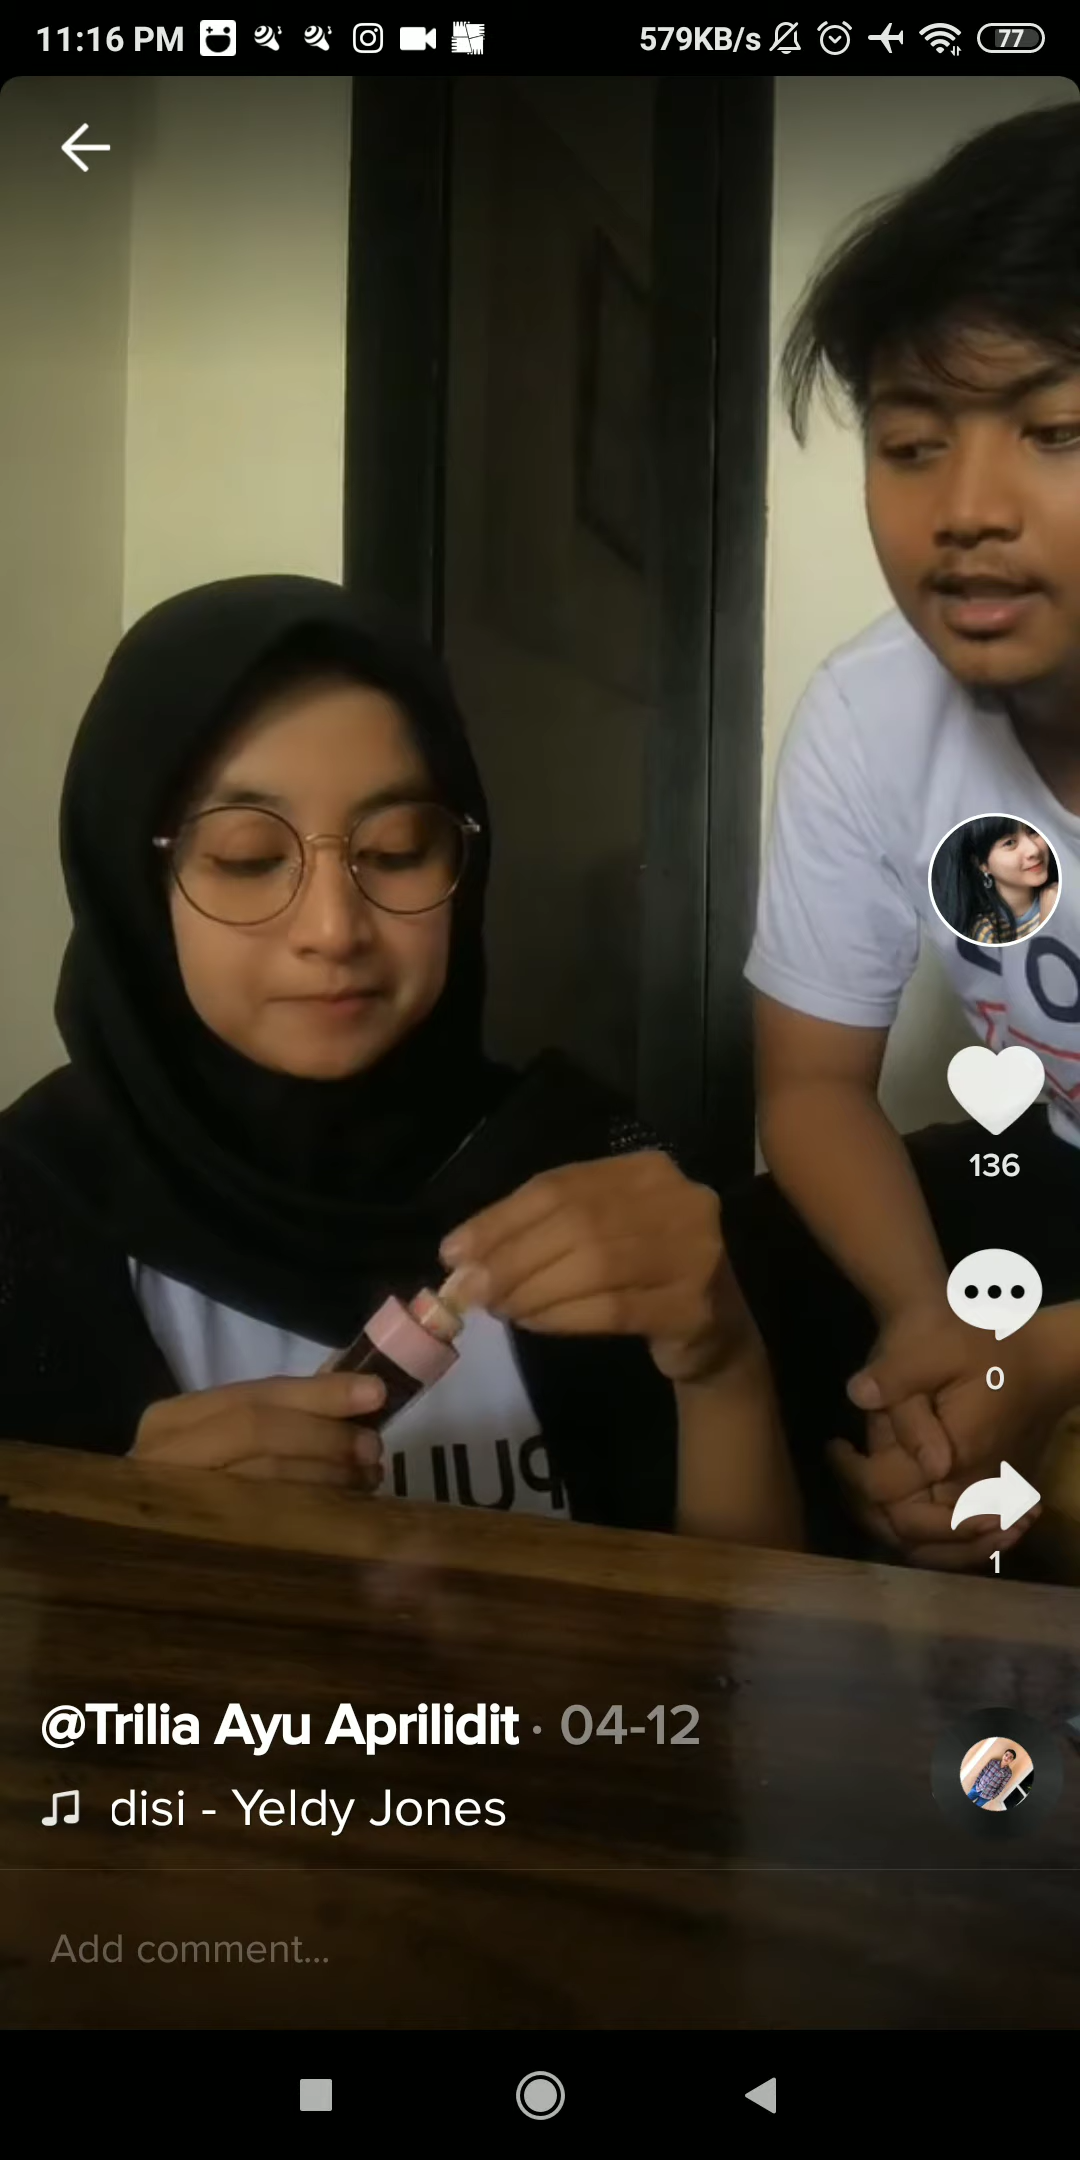 11:16 PM 579KB/s 77
136
0
1
@Trilia Ayu Aprilidit · 04-12
disi - Yeldy Jones
Add comment...